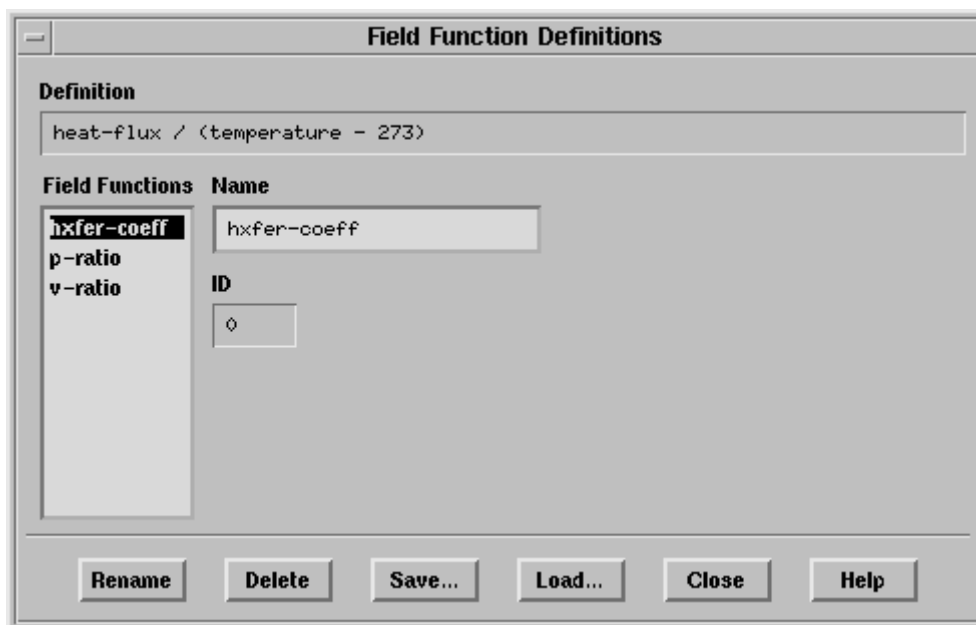 Field Function Definitions
Definition
heat-flux / (temperature - 273)
Field Functions
Name
hxfer-coeff
p-ratio
v-ratio
hxfer-coeff
ID
0
Rename
Delete
Save...
Load...
Close
Help